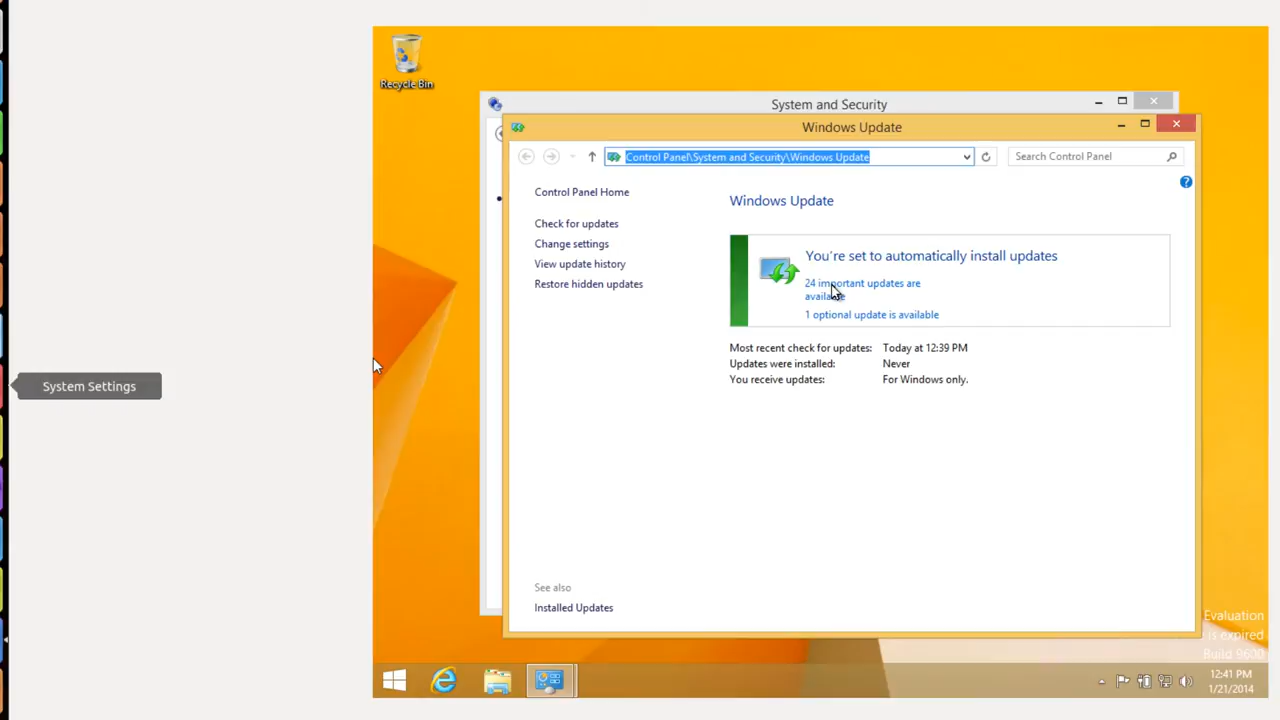 Recycle Bin
System and Security
Windows Update
Control Panel\System and Security\Windows Update
Search Control Panel
Control Panel Home
Check for updates
Change settings
View update history
Restore hidden updates
Windows Update
You're set to automatically install updates
24 important updates are
available
1 optional update is available
Most recent check for updates: Today at 12:39 PM
Updates were installed: Never
You receive updates: For Windows only.
System Settings
See also
Installed Updates
Evaluation
is expired
Build 9600
12:41 PM
1/21/2014